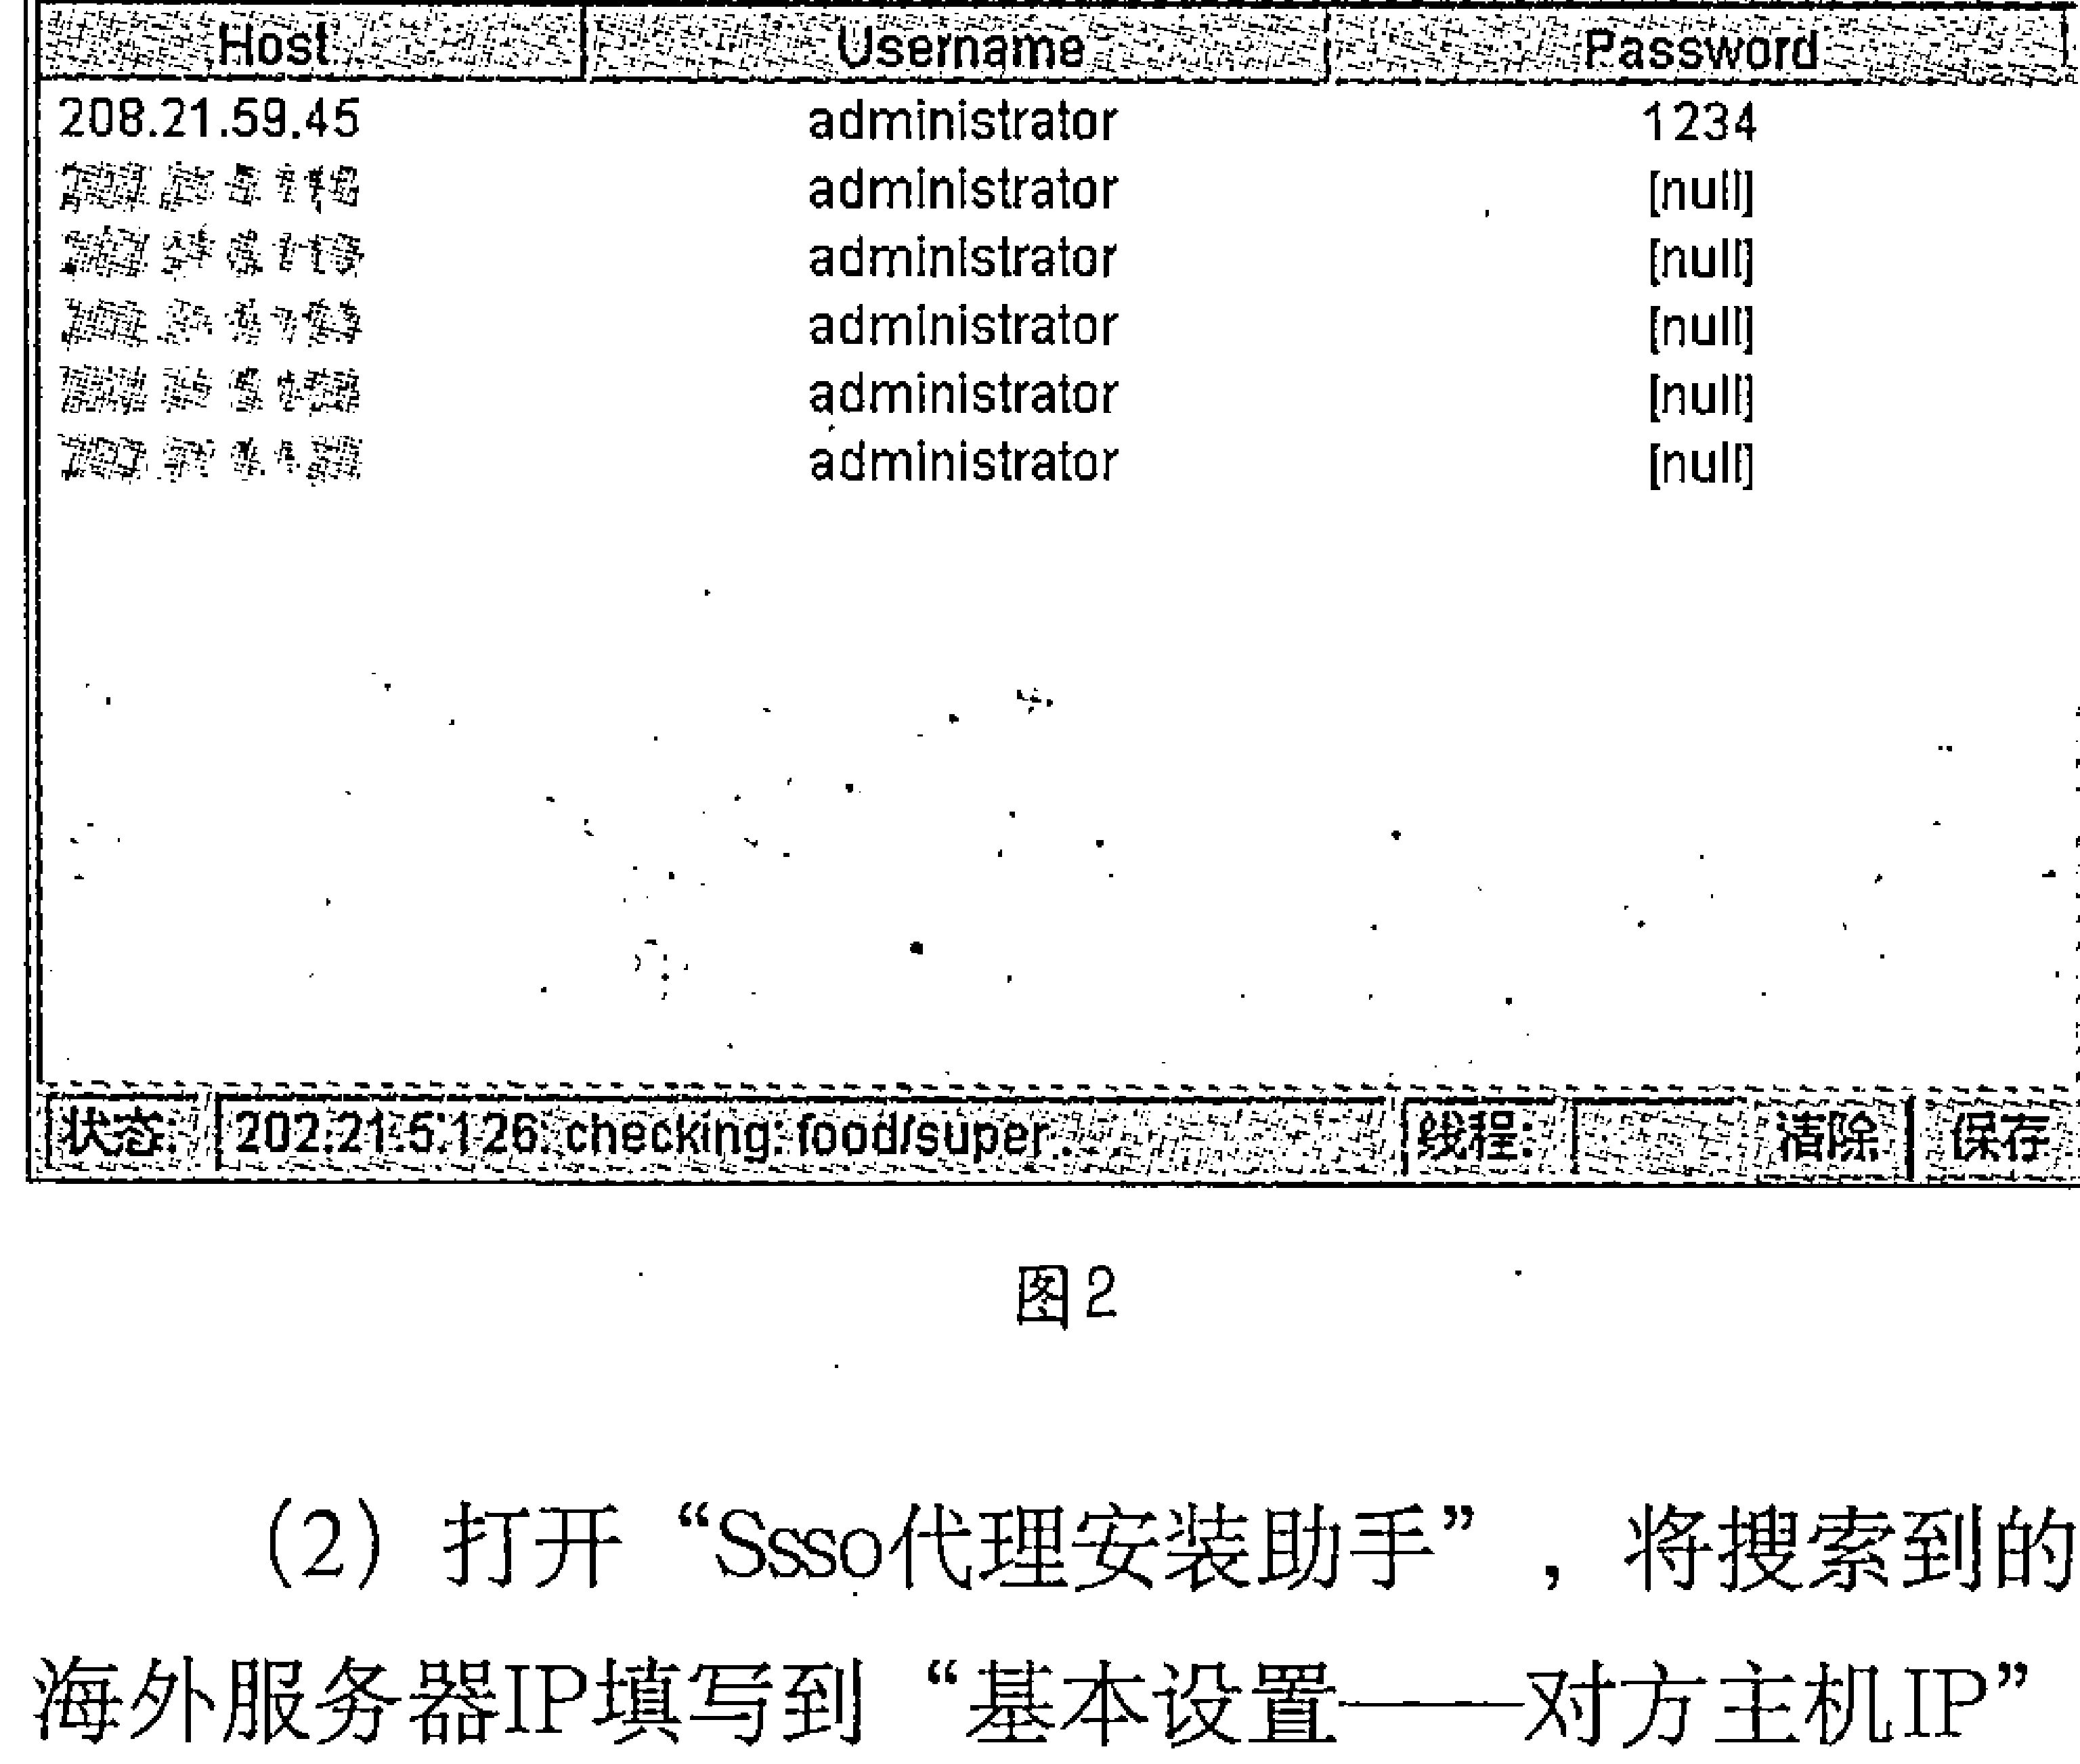 Host Username Password
208.21.59.45 administrator 1234
administrator [null]
administrator [null]
administrator [null]
administrator [null]
administrator [null]
状态: 202.21.5.126: checking: food/super 线程: 清除 保存
图2
(2) 打开“Ssso代理安装助手”，将搜索到的
海外服务器IP填写到“基本设置——对方主机IP”